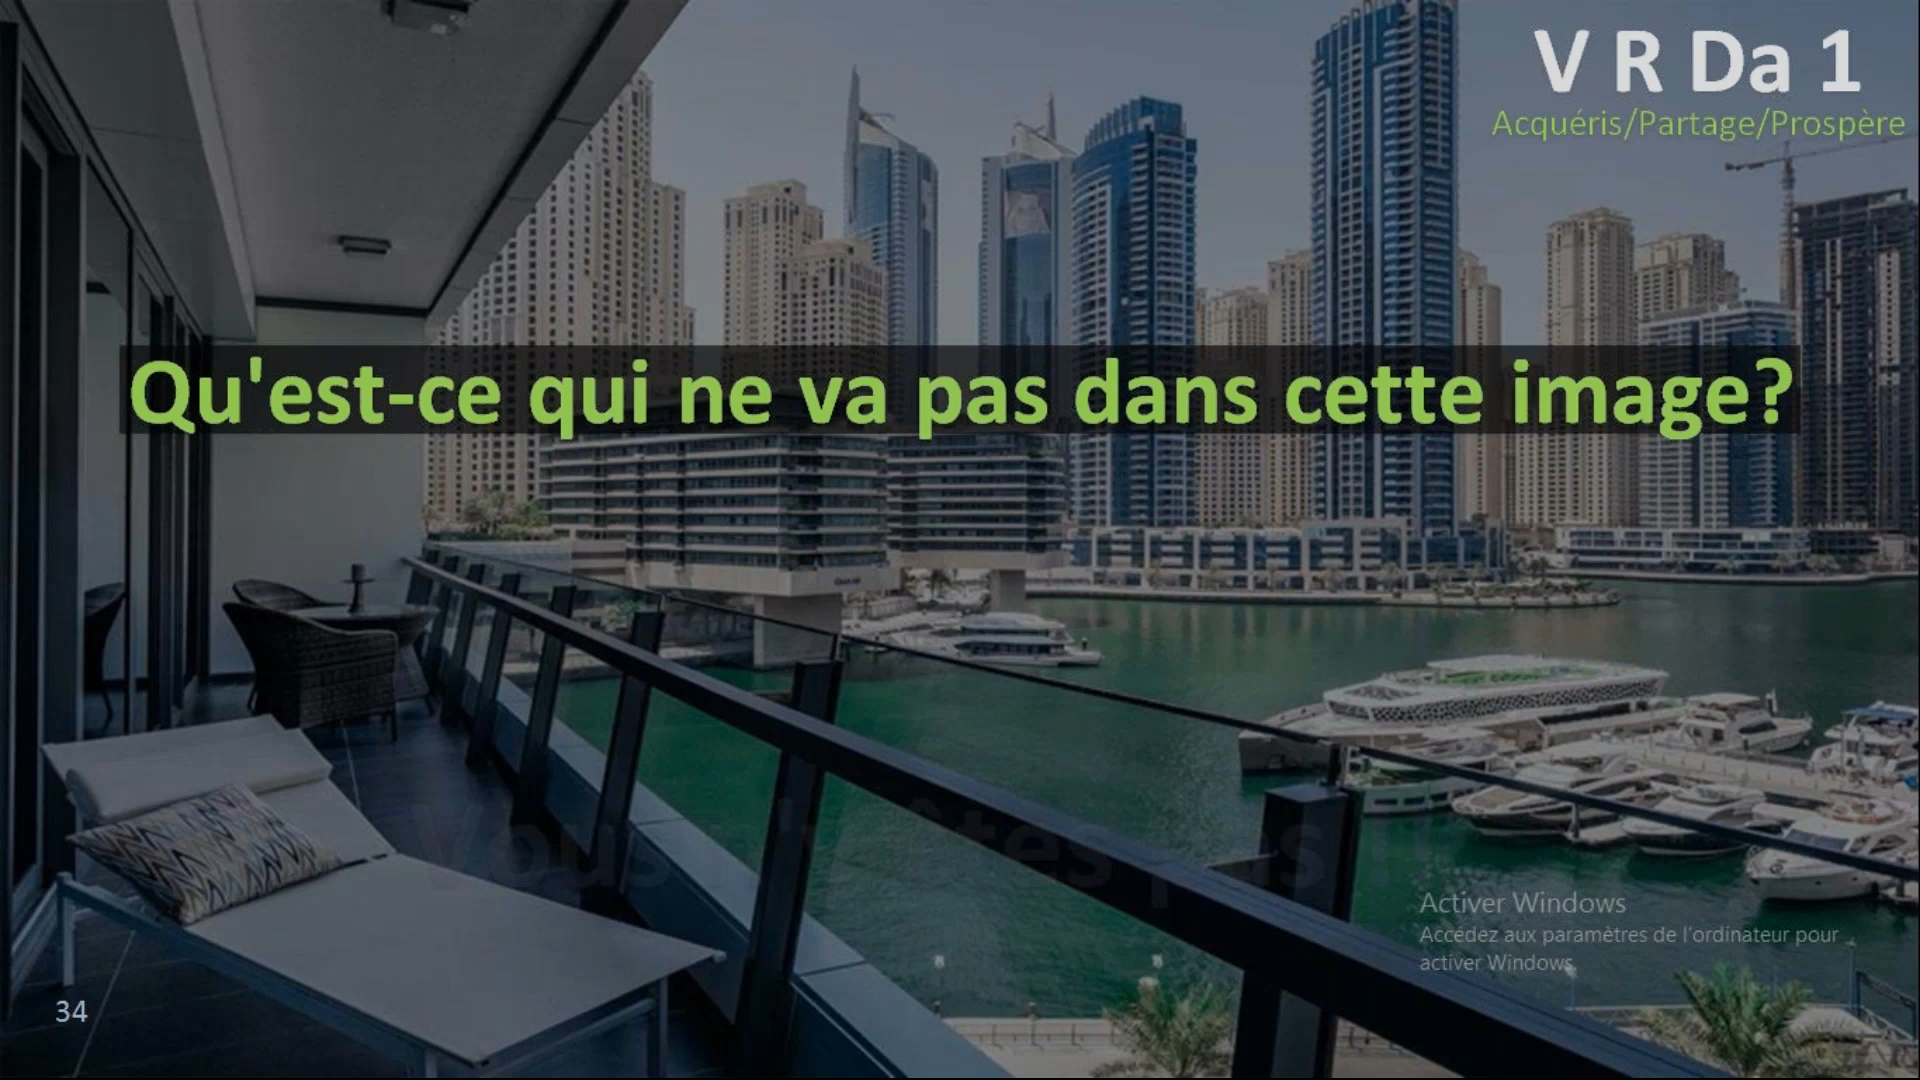 V R Da 1
Acquéris/Partage/Prospère
Qu'est-ce qui ne va pas dans cette image?
Activer Windows
Accédez aux paramètres de l'ordinateur pour
activer Windows
34